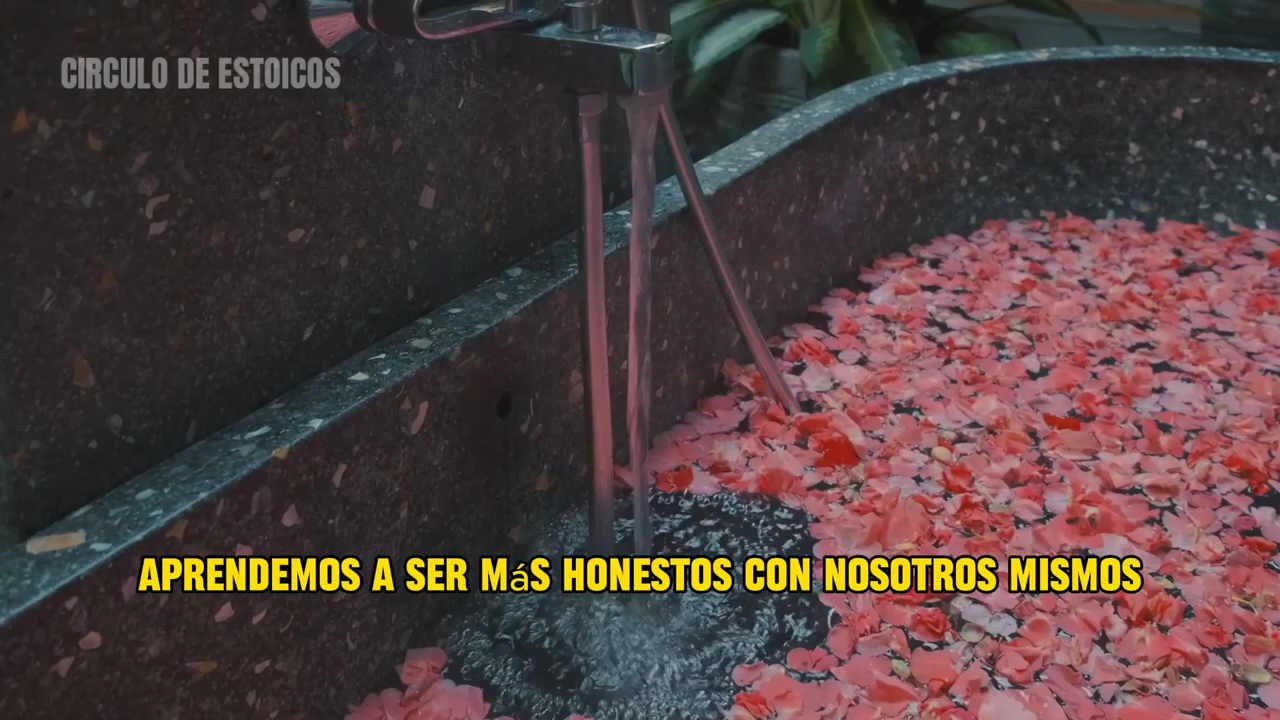 CIRCULO DE ESTOICOS
APRENDEMOS A SER MáS HONESTOS CON NOSOTROS MISMOS